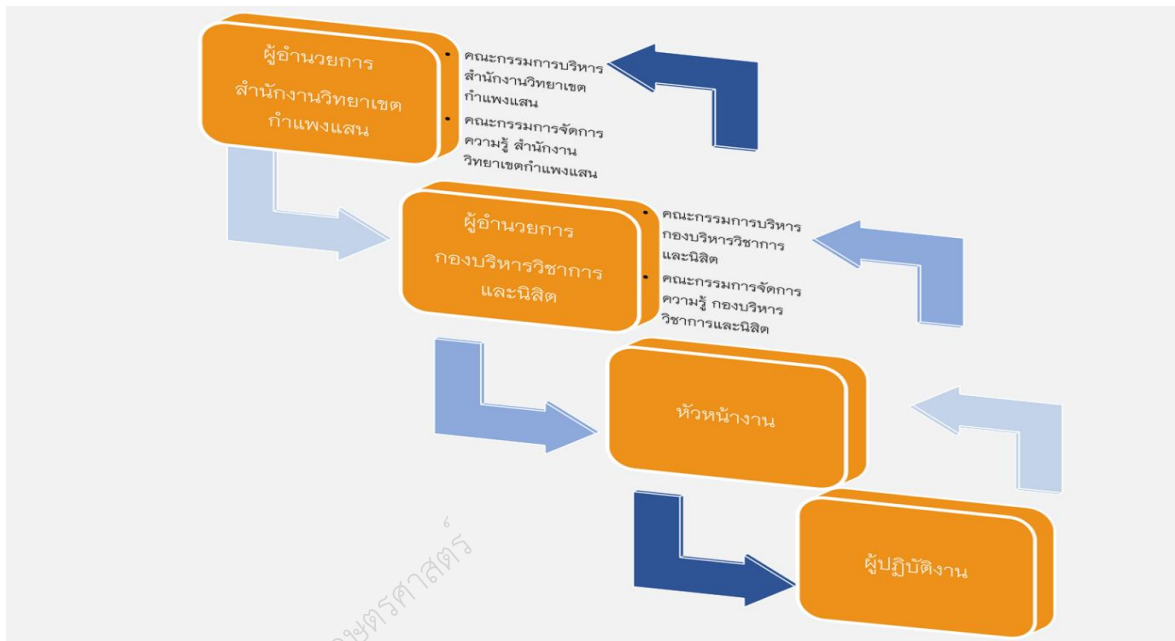 ผู้อำนวยการ
สำนักงานวิทยาเขต
กำแพงแสน
• คณะกรรมการบริหาร
สำนักงานวิทยาเขต
กำแพงแสน
• คณะกรรมการจัดการ
ความรู้ สำนักงาน
วิทยาเขตกำแพงแสน
ผู้อำนวยการ
กองบริหารวิชาการ
และนิสิต
• คณะกรรมการบริหาร
กองบริหารวิชาการ
และนิสิต
• คณะกรรมการจัดการ
ความรู้ กองบริหาร
วิชาการและนิสิต
หัวหน้างาน
ผู้ปฏิบัติงาน